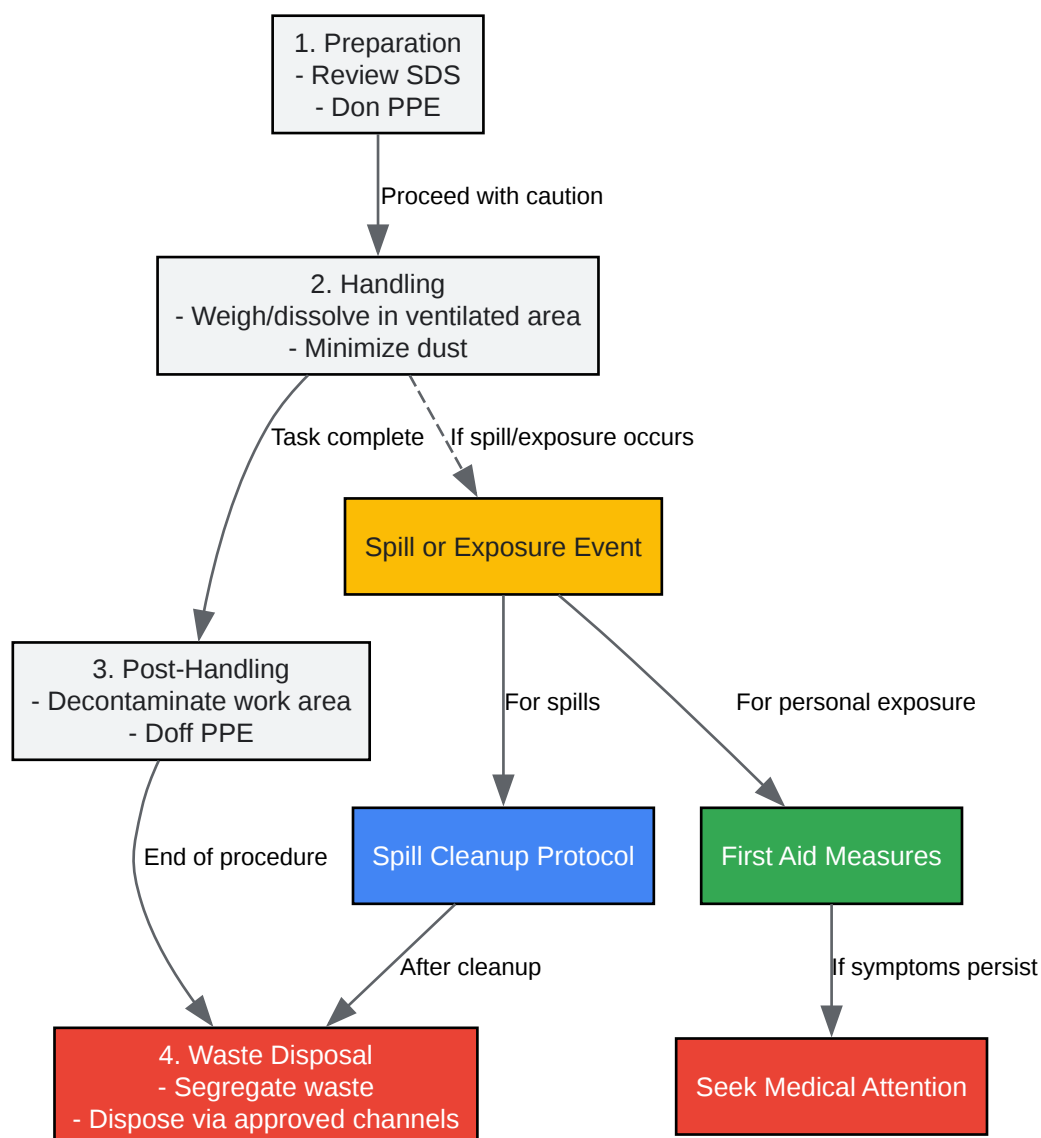 1. Preparation
- Review SDS
- Don PPE
Proceed with caution
2. Handling
- Weigh/dissolve in ventilated area
- Minimize dust
Task complete
If spill/exposure occurs
Spill or Exposure Event
3. Post-Handling
- Decontaminate work area
- Doff PPE
For spills
For personal exposure
End of procedure
Spill Cleanup Protocol
First Aid Measures
After cleanup
If symptoms persist
4. Waste Disposal
- Segregate waste
- Dispose via approved channels
Seek Medical Attention